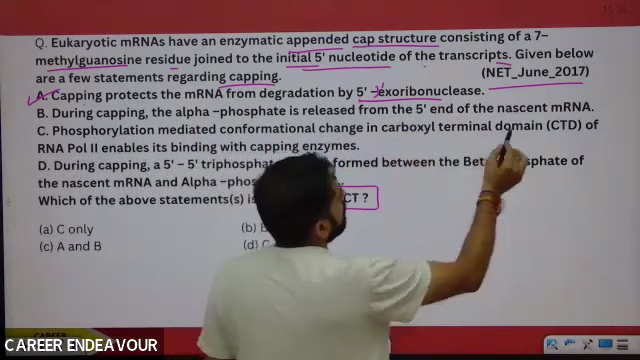 15:36
Q. Eukaryotic mRNAs have an enzymatic appended cap structure consisting of a 7–
methylguanosine residue joined to the initial 5' nucleotide of the transcripts. Given below
are a few statements regarding capping. (NET_June_2017)
A. Capping protects the mRNA from degradation by 5' exoribonuclease.
B. During capping, the alpha –phosphate is released from the 5' end of the nascent mRNA.
C. Phosphorylation mediated conformational change in carboxyl terminal domain (CTD) of
RNA Pol II enables its binding with capping enzymes.
D. During capping, a 5' – 5' triphosphat formed between the Bet phosphate of
the nascent mRNA and Alpha –phos
Which of the above statements(s) is CT ?
(a) C only (b)
(c) A and B (d) C
CAREER ENDEAVOUR